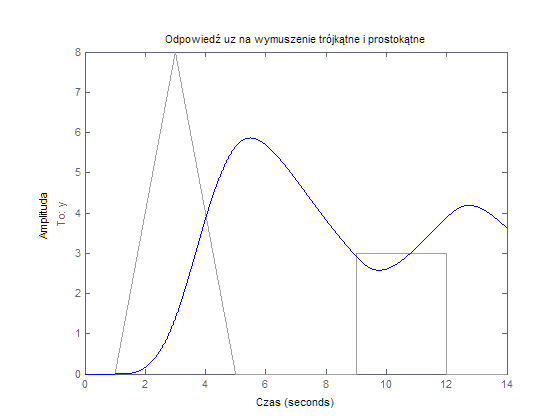 Odpowiedź uz na wymuszenie trójkątne i prostokątne
8
7
6
5
4
3
2
1
0
Amplituda
To: y
0 2 4 6 8 10 12 14
Czas (seconds)